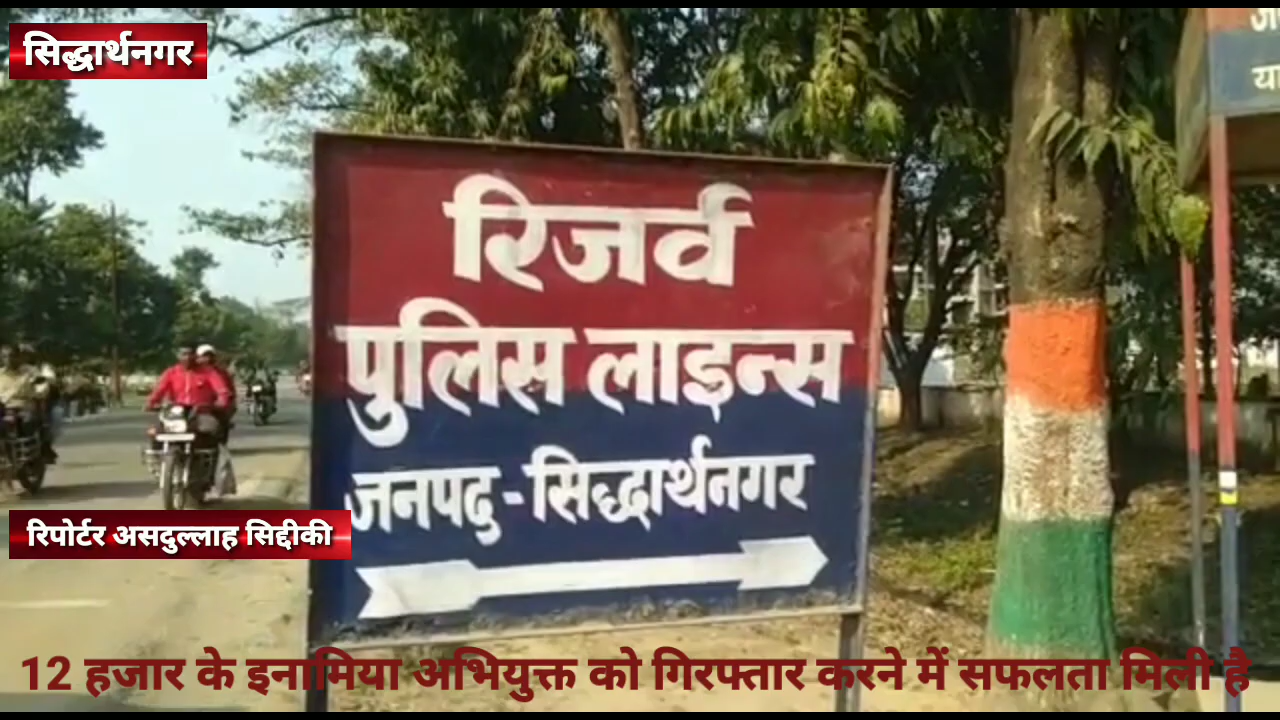 सिद्धार्थनगर
रिजर्व
पुलिस लाइन्स
जनपद-सिद्धार्थनगर
रिपोर्टर असदुल्लाह सिद्दीकी
12 हजार के इनामिया अभियुक्त को गिरफ्तार करने में सफलता मिली है